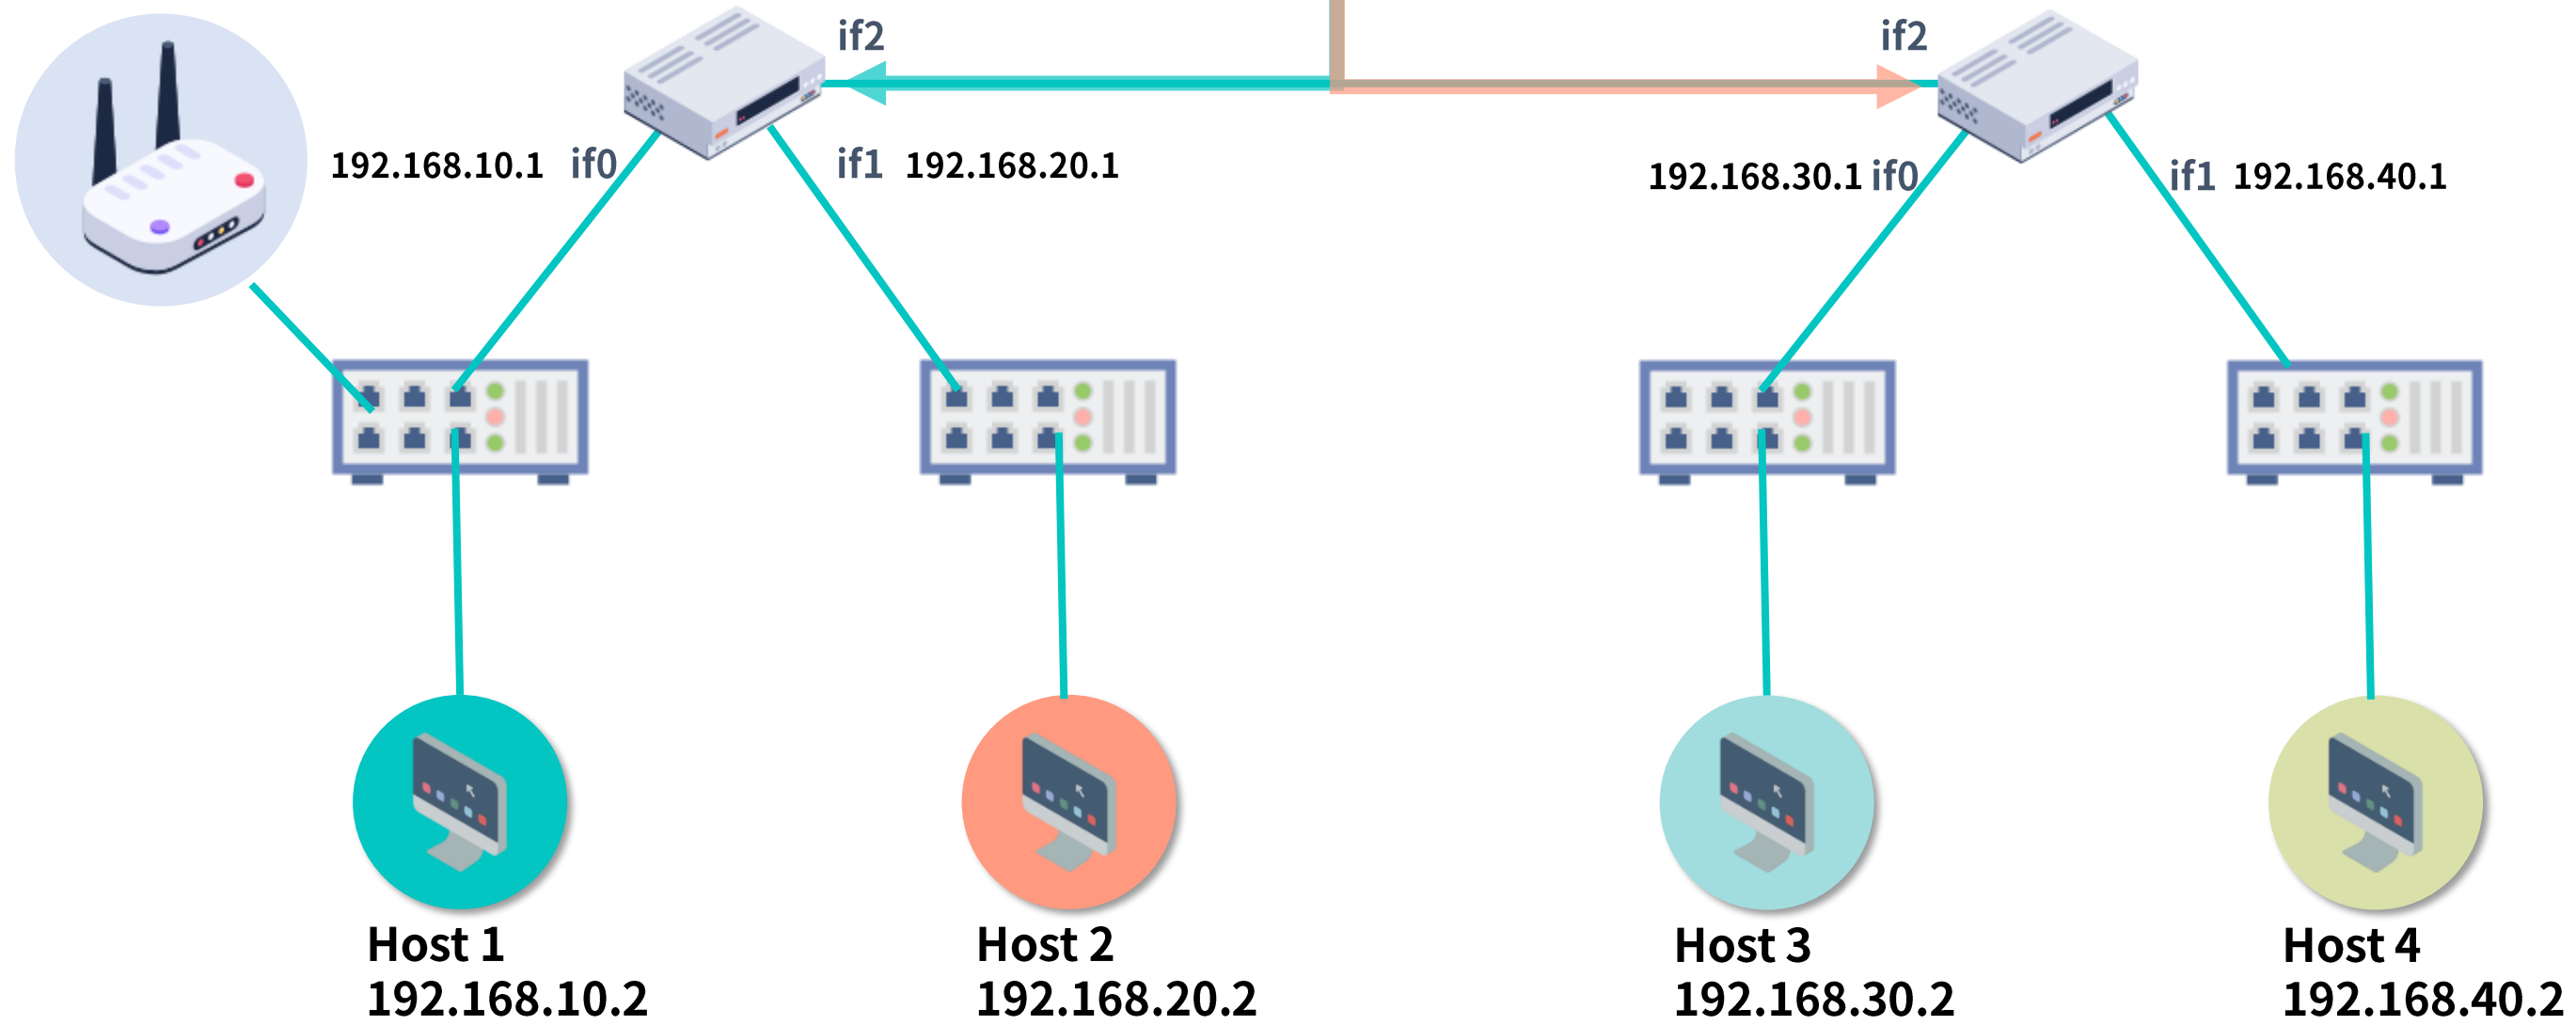 if2
if2
192.168.10.1 if0
if1 192.168.20.1
192.168.30.1 if0
if1 192.168.40.1
Host 1
192.168.10.2
Host 2
192.168.20.2
Host 3
192.168.30.2
Host 4
192.168.40.2